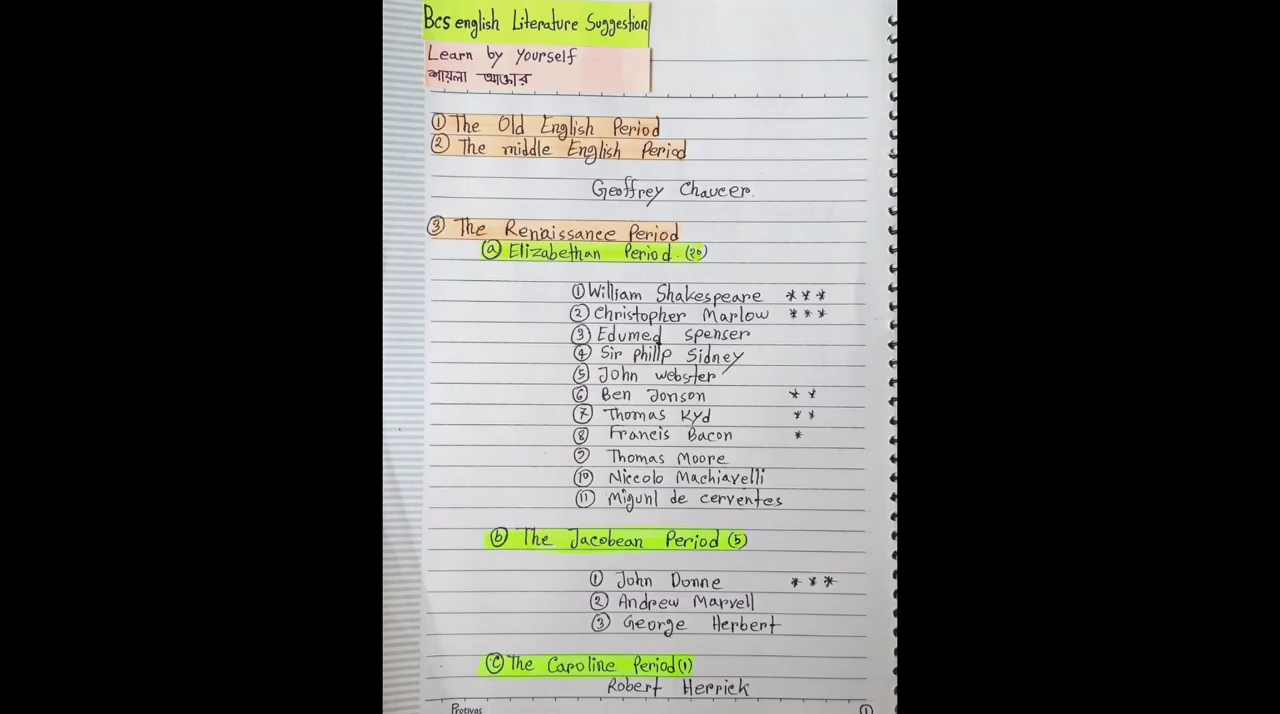 Bcs english Literature Suggestion
Learn by yourself
শায়লা আক্তার
① The Old English Period
② The middle English Period
Geoffrey Chaucer.
③ The Renaissance Period
ⓐ Elizabethan Period. (20)
① William Shakespeare ***
② Christopher Marlow ***
③ Edumed spenser
④ Sir phillp Sidney
⑤ John webster
⑥ Ben Jonson **
⑦ Thomas Kyd **
⑧ Francis Bacon *
⑨ Thomas Moore
⑩ Niccolo Machiavelli
⑪ Migunl de cerventes
ⓑ The Jacobean Period (5)
① John Donne ***
② Andrew Marvell
③ George Herbert
ⓒ The Caroline Period (1)
Robert Herrick
Protivas ①